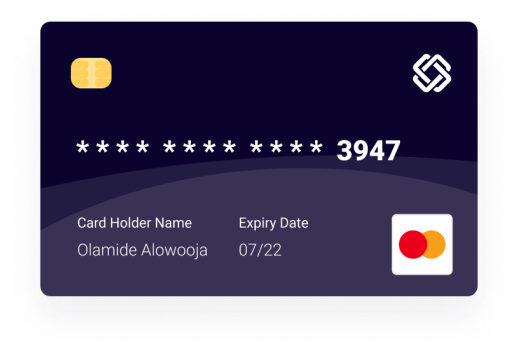 **** **** **** 3947
Card Holder Name Expiry Date
Olamide Alowooja 07/22